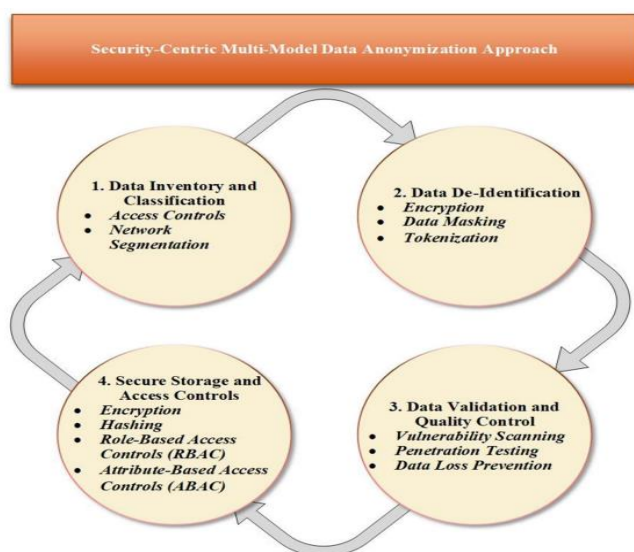 Security-Centric Multi-Model Data Anonymization Approach
1. Data Inventory and
Classification
• Access Controls
• Network
Segmentation
2. Data De-Identification
• Encryption
• Data Masking
• Tokenization
3. Data Validation and
Quality Control
• Vulnerability Scanning
• Penetration Testing
• Data Loss Prevention
4. Secure Storage and
Access Controls
• Encryption
• Hashing
• Role-Based Access
Controls (RBAC)
• Attribute-Based Access
Controls (ABAC)